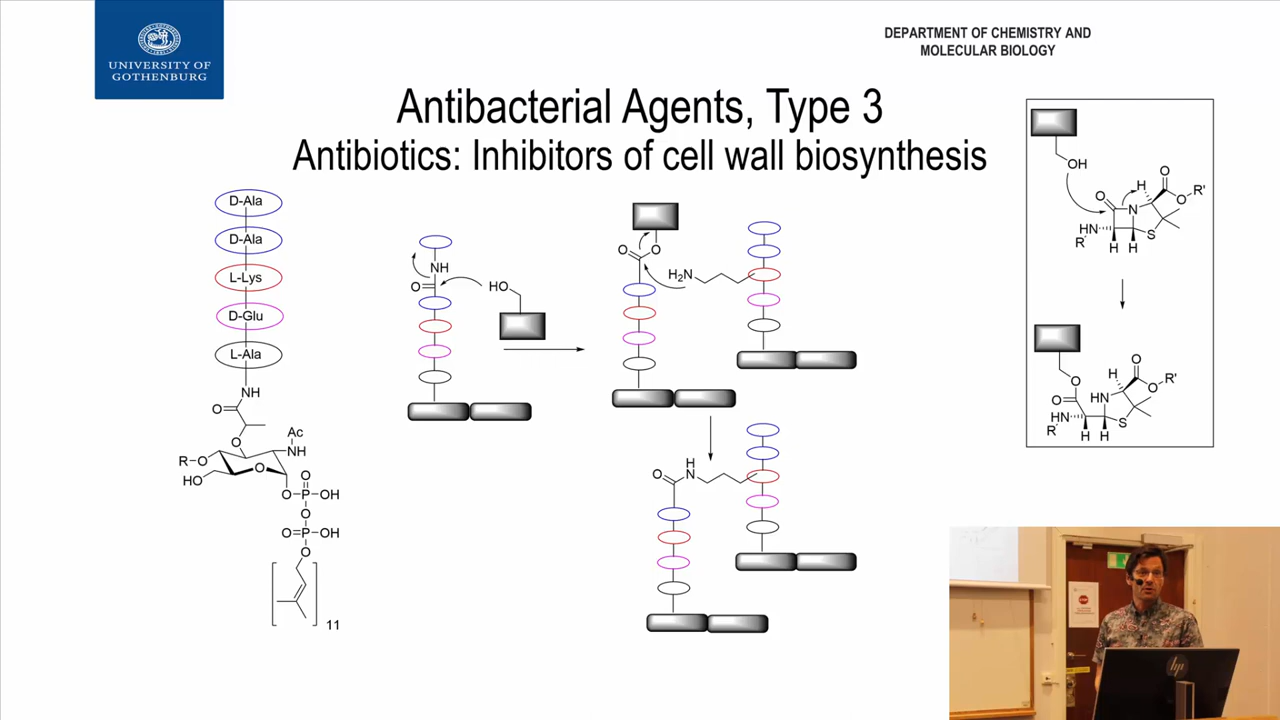 UNIVERSITY OF
GOTHENBURG
DEPARTMENT OF CHEMISTRY AND
MOLECULAR BIOLOGY
Antibacterial Agents, Type 3
Antibiotics: Inhibitors of cell wall biosynthesis
D-Ala
D-Ala
L-Lys
D-Glu
L-Ala
NH
O
O
Ac
NH
R-O
HO
O
O
O-P-OH
O
O=P-OH
O
11
NH
O
HO
O
O
H2N
O
H
N
OH
O
H
N
O
O
R'
HN
R
S
H
H
O
O
HN
H
O
O
R'
HN
R
S
H
H
hp